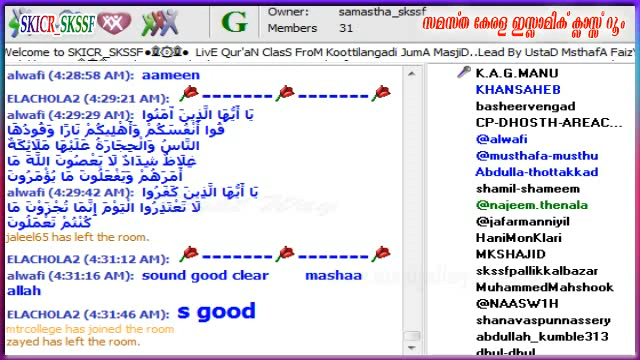 SKICR_SKSSF
G
Owner: samastha_skssf
Members 31
സമസ്ത കേരള ഇസ്ലാമിക് ക്ലാസ്സ് റൂം
Welcome to SKICR_SKSSF LivE Qur'aN ClasS FroM Koottilangadi JumA MasjiD..Lead By UstaD MsthafA Faiz
alwafi (4:28:58 AM): aameen
ELACHOLA2 (4:29:21 AM): -------- --------
alwafi (4:29:29 AM): يَا أَيُّهَا الَّذِينَ آمَنُوا
قُوا أَنْفُسَكُمْ وَأَهْلِيكُمْ نَارًا وَقُودُهَا
النَّاسُ وَالْحِجَارَةُ عَلَيْهَا مَلَائِكَةٌ
غِلَاظٌ شِدَادٌ لَا يَعْصُونَ اللَّهَ مَا
أَمَرَهُمْ وَيَفْعَلُونَ مَا يُؤْمَرُونَ
alwafi (4:29:42 AM): يَا أَيُّهَا الَّذِينَ كَفَرُوا
لَا تَعْتَذِرُوا الْيَوْمَ إِنَّمَا تُجْزَوْنَ مَا
كُنْتُمْ تَعْمَلُونَ
jaleel65 has left the room.
ELACHOLA2 (4:31:12 AM): -------- --------
alwafi (4:31:16 AM): sound good clear mashaa
allah
ELACHOLA2 (4:31:46 AM): s good
mtrcollege has joined the room
zayed has left the room.
K.A.G.MANU
KHANSAHEB
basheervengad
CP-DHOSTH-AREAC...
@alwafi
@musthafa-musthu
Abdulla-thottakkad
shamil-shameem
@najeem.thenala
@jafarmanniyil
HaniMonKlari
MKSHAJID
skssfpallikkalbazar
MuhammedMahshook
@NAASW1H
shanavaspunnassery
abdullah_kumble313
dhul-dhul